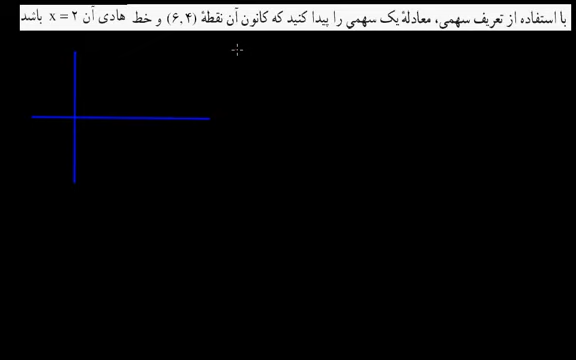 با استفاده از تعریف سهمی، معادلهٔ یک سهمی را پیدا کنید که کانون آن نقطهٔ (۶,۴) و خط هادی آن x = ۲ باشد